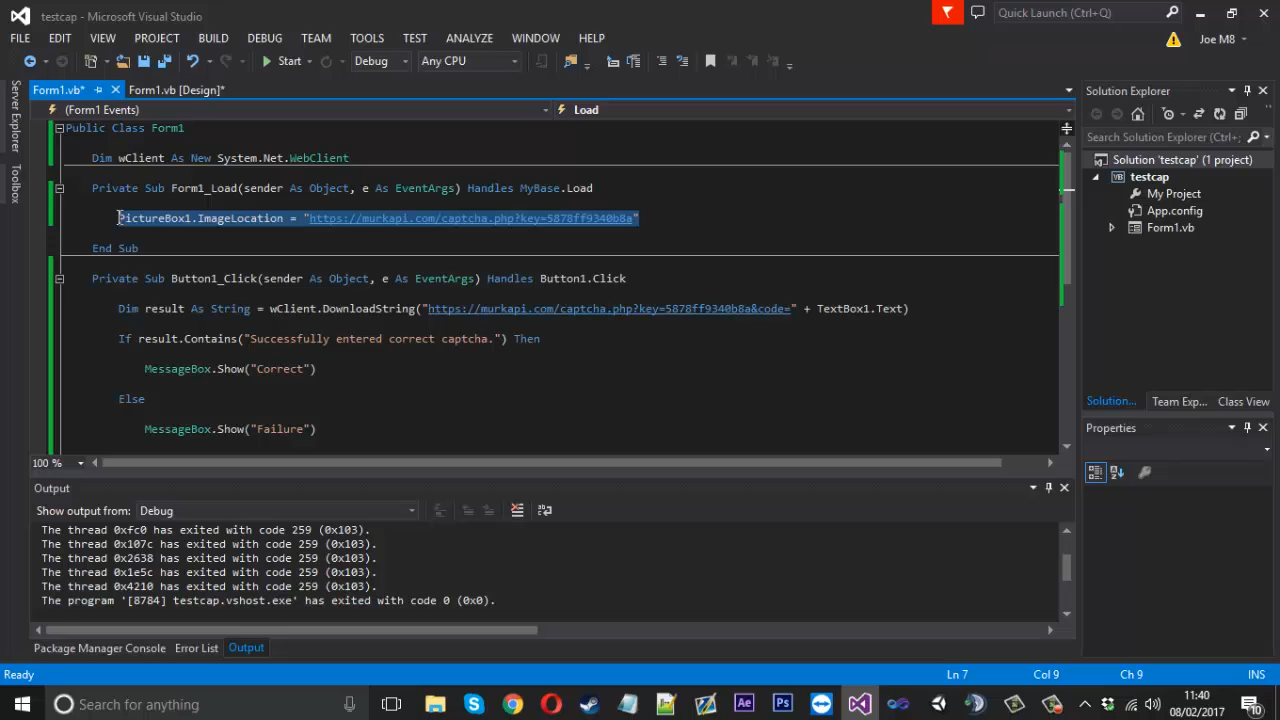 testcap - Microsoft Visual Studio
Quick Launch (Ctrl+Q)
FILE EDIT VIEW PROJECT BUILD DEBUG TEAM TOOLS TEST ANALYZE WINDOW HELP
Joe M8
Start Debug Any CPU
Server Explorer
Toolbox
Form1.vb* Form1.vb [Design]*
(Form1 Events) Load
Public Class Form1
Dim wClient As New System.Net.WebClient
Private Sub Form1_Load(sender As Object, e As EventArgs) Handles MyBase.Load
PictureBox1.ImageLocation = "https://murkapi.com/captcha.php?key=5878ff9340b8a"
End Sub
Private Sub Button1_Click(sender As Object, e As EventArgs) Handles Button1.Click
Dim result As String = wClient.DownloadString("https://murkapi.com/captcha.php?key=5878ff9340b8a&code=" + TextBox1.Text)
If result.Contains("Successfully entered correct captcha.") Then
MessageBox.Show("Correct")
Else
MessageBox.Show("Failure")
100 %
Output
Show output from: Debug
The thread 0xfc0 has exited with code 259 (0x103).
The thread 0x107c has exited with code 259 (0x103).
The thread 0x2638 has exited with code 259 (0x103).
The thread 0x1e5c has exited with code 259 (0x103).
The thread 0x4210 has exited with code 259 (0x103).
The program '[8784] testcap.vshost.exe' has exited with code 0 (0x0).
Package Manager Console Error List Output
Solution Explorer
Search Solution Explorer (Ctrl+;)
Solution 'testcap' (1 project)
VB testcap
My Project
App.config
Form1.vb
Solution... Team Exp... Class View
Properties
Ready Ln 7 Col 9 Ch 9 INS
Search for anything
Ae Ps
11:40
08/02/2017
10